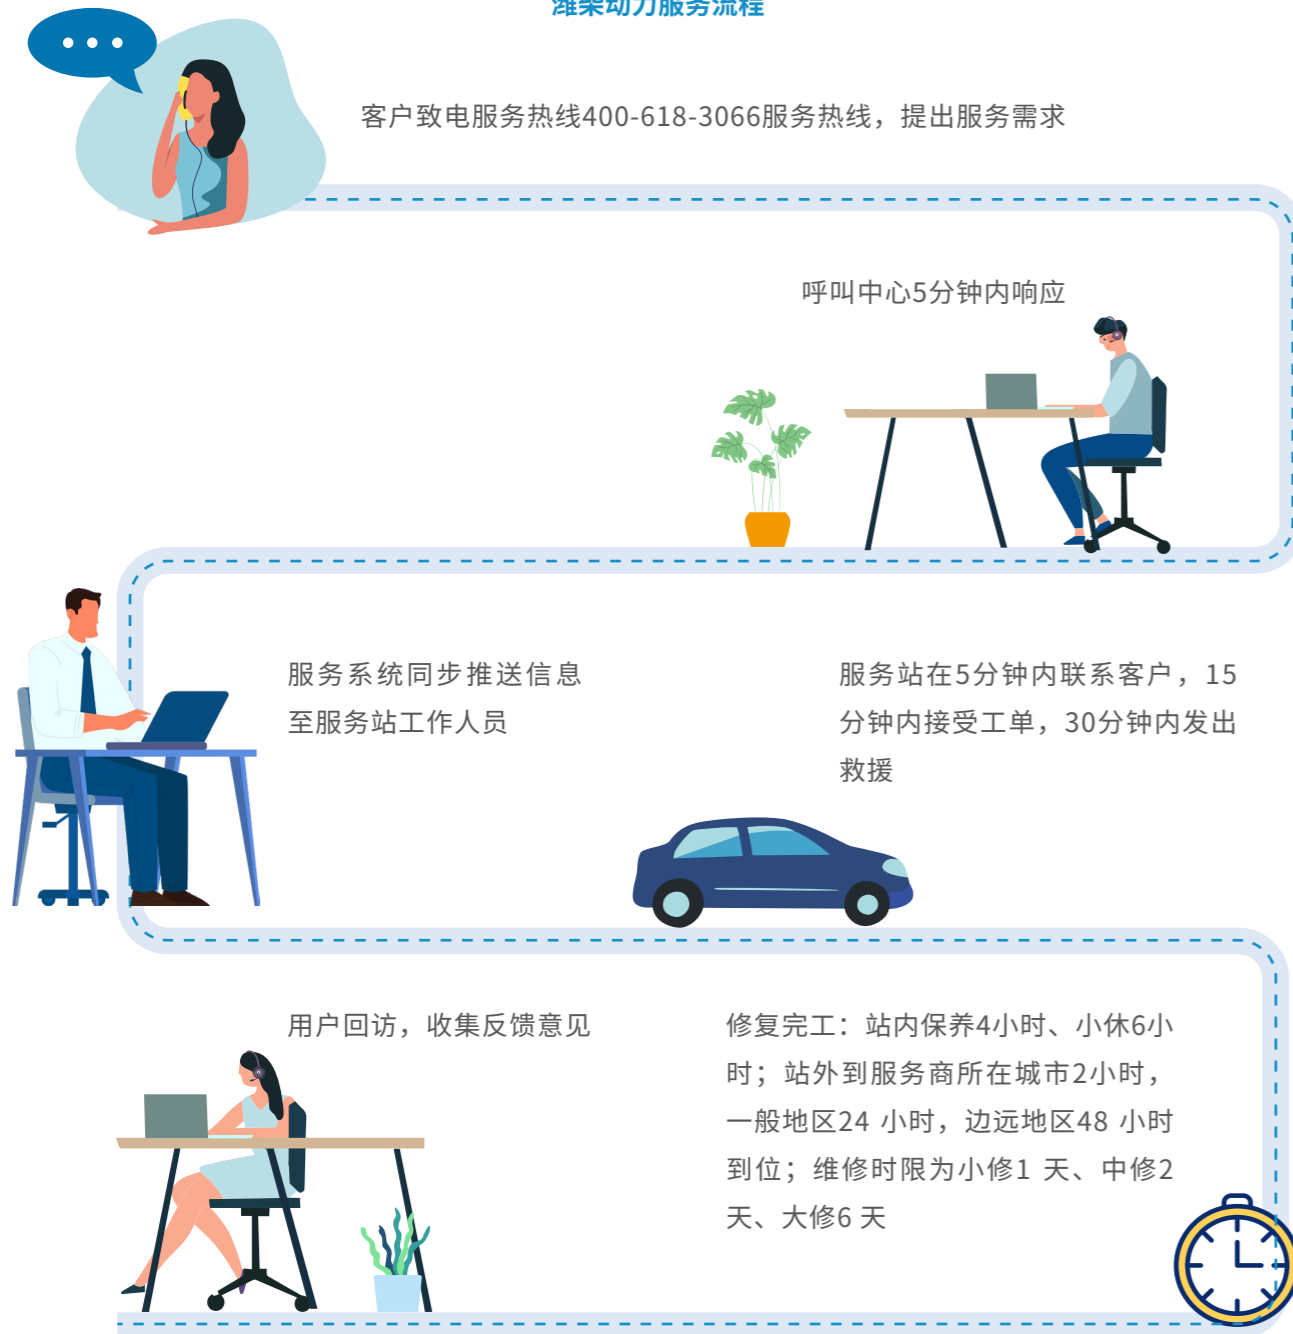 潍柴动力服务流程
客户致电服务热线400-618-3066服务热线，提出服务需求
呼叫中心5分钟内响应
服务系统同步推送信息
至服务站工作人员
服务站在5分钟内联系客户，15
分钟内接受工单，30分钟内发出
救援
用户回访，收集反馈意见
修复完工：站内保养4小时、小休6小
时；站外到服务商所在城市2小时，
一般地区24 小时，边远地区48 小时
到位；维修时限为小修1 天、中修2
天、大修6 天